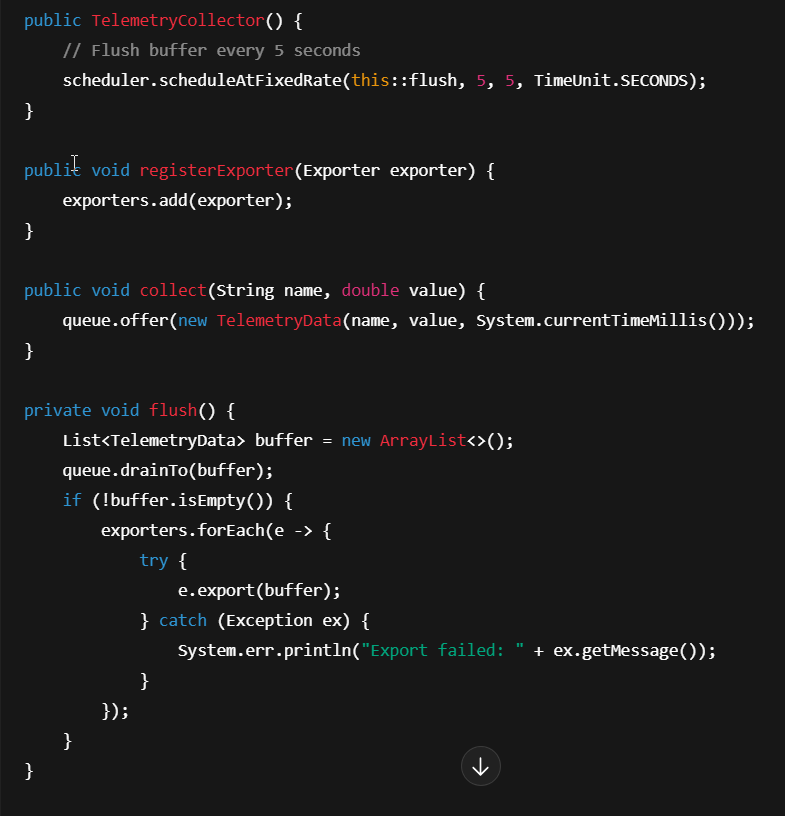 public TelemetryCollector() {
    // Flush buffer every 5 seconds
    scheduler.scheduleAtFixedRate(this::flush, 5, 5, TimeUnit.SECONDS);
}

public void registerExporter(Exporter exporter) {
    exporters.add(exporter);
}

public void collect(String name, double value) {
    queue.offer(new TelemetryData(name, value, System.currentTimeMillis()));
}

private void flush() {
    List<TelemetryData> buffer = new ArrayList<>();
    queue.drainTo(buffer);
    if (!buffer.isEmpty()) {
        exporters.forEach(e -> {
            try {
                e.export(buffer);
            } catch (Exception ex) {
                System.err.println("Export failed: " + ex.getMessage());
            }
        });
    }
}